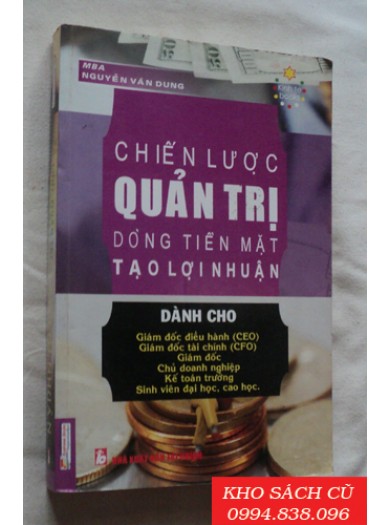 MBA
NGUYỄN VĂN DUNG
CHIẾN LƯỢC
QUẢN TRỊ
DÒNG TIỀN MẶT
TẠO LỢI NHUẬN
DÀNH CHO
Giám đốc điều hành (CEO)
Giám đốc tài chính (CFO)
Giám đốc
Chủ doanh nghiệp
Kế toán trưởng
Sinh viên đại học, cao học.
KHO SÁCH CŨ
0994.838.096